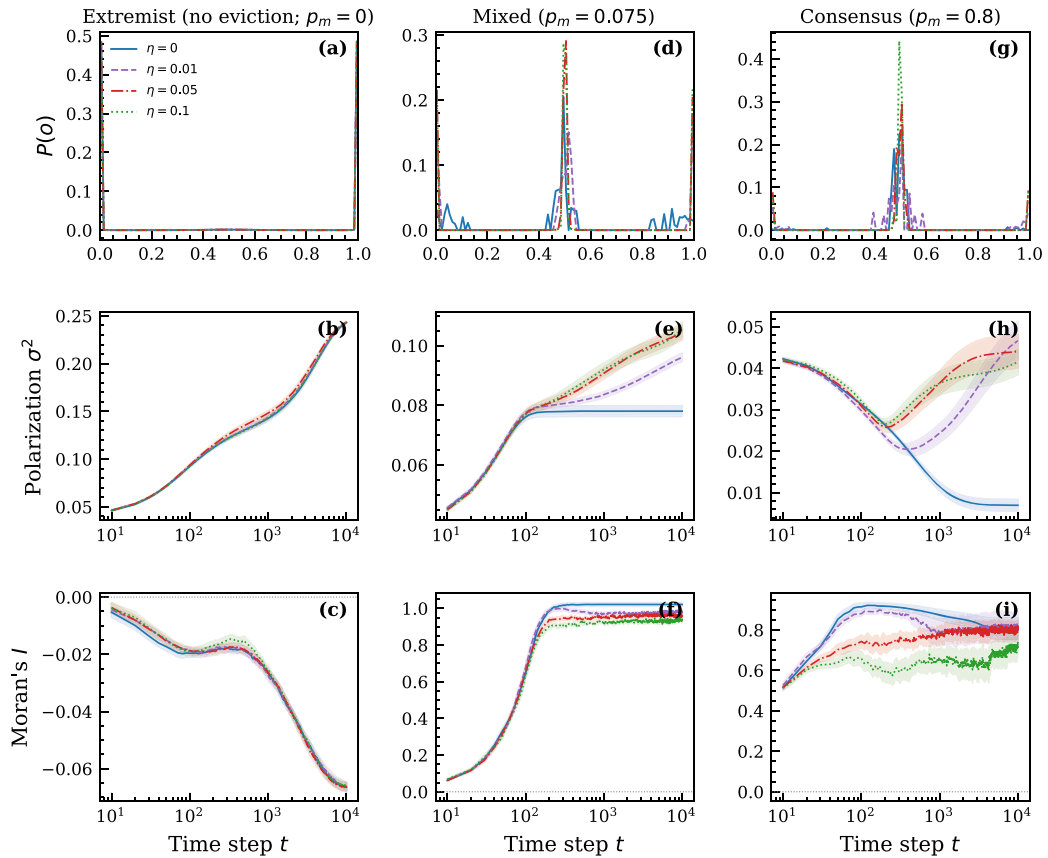 Extremist (no eviction; p_m = 0)
Mixed (p_m = 0.075)
Consensus (p_m = 0.8)
(a)
η = 0
η = 0.01
η = 0.05
η = 0.1
P(o)
0.5
0.4
0.3
0.2
0.1
0.0
0.0 0.2 0.4 0.6 0.8 1.0
(d)
0.3
0.2
0.1
0.0
0.0 0.2 0.4 0.6 0.8 1.0
(g)
0.4
0.3
0.2
0.1
0.0
0.0 0.2 0.4 0.6 0.8 1.0
(b)
Polarization σ²
0.25
0.20
0.15
0.10
0.05
10¹ 10² 10³ 10⁴
(e)
0.10
0.08
0.06
10¹ 10² 10³ 10⁴
(h)
0.05
0.04
0.03
0.02
0.01
10¹ 10² 10³ 10⁴
(c)
Moran's I
0.00
−0.02
−0.04
−0.06
10¹ 10² 10³ 10⁴
Time step t
(f)
1.0
0.8
0.6
0.4
0.2
0.0
10¹ 10² 10³ 10⁴
Time step t
(i)
0.8
0.6
0.4
0.2
0.0
10¹ 10² 10³ 10⁴
Time step t